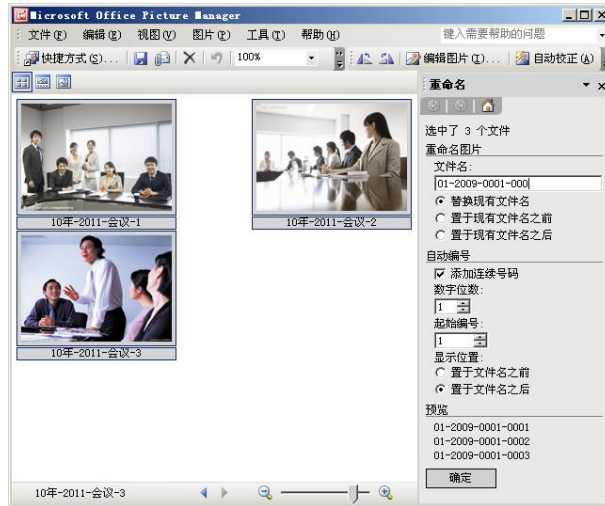 Microsoft Office Picture Manager
文件(F) 编辑(E) 视图(V) 图片(P) 工具(T) 帮助(H) 键入需要帮助的问题
快捷方式(S)... 100% 编辑图片(I)... 自动校正(A)
重命名
选中了 3 个文件
重命名图片
文件名:
01-2009-0001-000
替换现有文件名
置于现有文件名之前
置于现有文件名之后
自动编号
添加连续号码
数字位数:
1
起始编号:
1
显示位置:
置于文件名之前
置于文件名之后
预览
01-2009-0001-0001
01-2009-0001-0002
01-2009-0001-0003
确定
10年-2011-会议-1
10年-2011-会议-2
10年-2011-会议-3
10年-2011-会议-3